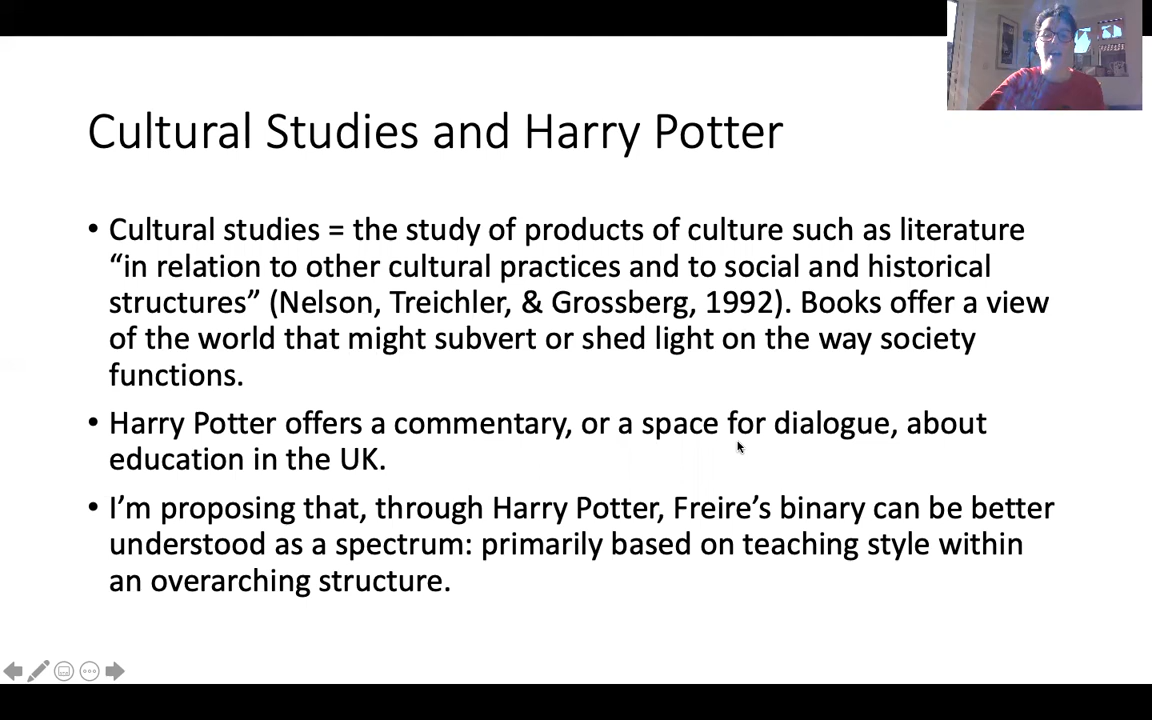 Cultural Studies and Harry Potter
• Cultural studies = the study of products of culture such as literature
“in relation to other cultural practices and to social and historical
structures” (Nelson, Treichler, & Grossberg, 1992). Books offer a view
of the world that might subvert or shed light on the way society
functions.
• Harry Potter offers a commentary, or a space for dialogue, about
education in the UK.
• I’m proposing that, through Harry Potter, Freire’s binary can be better
understood as a spectrum: primarily based on teaching style within
an overarching structure.